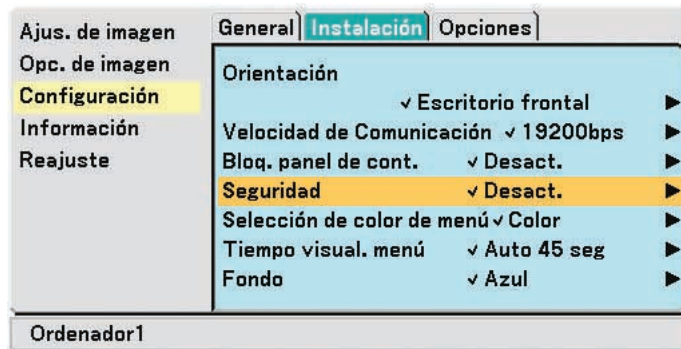 Ajus. de imagen
Opc. de imagen
Configuración
Información
Reajuste
General Instalación Opciones
Orientación
✓ Escritorio frontal ▶
Velocidad de Comunicación ✓ 19200bps ▶
Bloq. panel de cont. ✓ Desact. ▶
Seguridad ✓ Desact. ▶
Selección de color de menú ✓ Color ▶
Tiempo visual. menú ✓ Auto 45 seg ▶
Fondo ✓ Azul ▶
Ordenador1